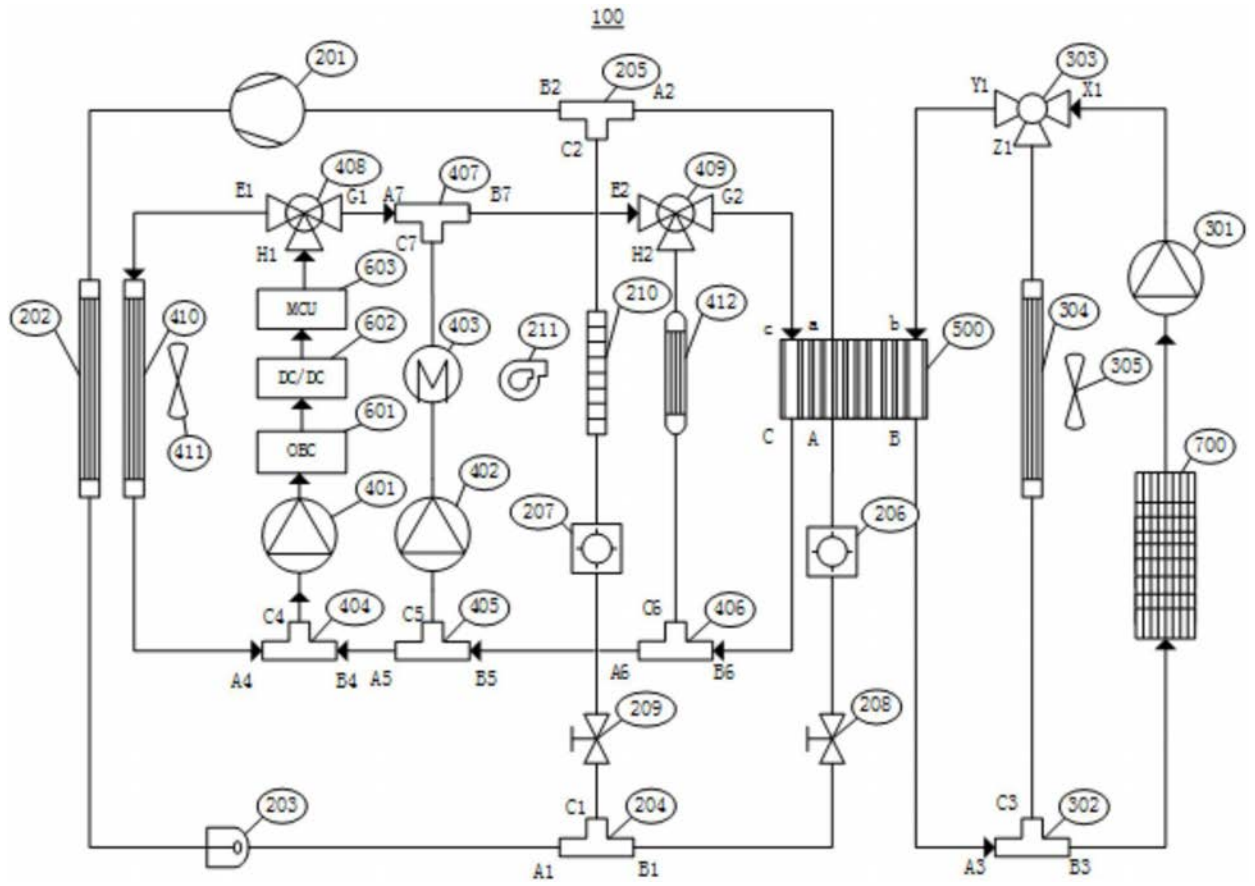 100
201
B2
205
A2
Y1
303
X1
C2
Z1
E1
408
G1
A7
407
B7
E2
409
G2
H1
C7
H2
301
603
MCU
202
410
602
403
211
210
412
c
a
b
500
304
DC/DC
305
411
601
OBC
C
A
B
700
401
402
207
206
C4
404
C5
405
C6
406
A4
B4
A5
B5
A6
B6
209
208
203
C1
204
C3
302
A1
B1
A3
B3